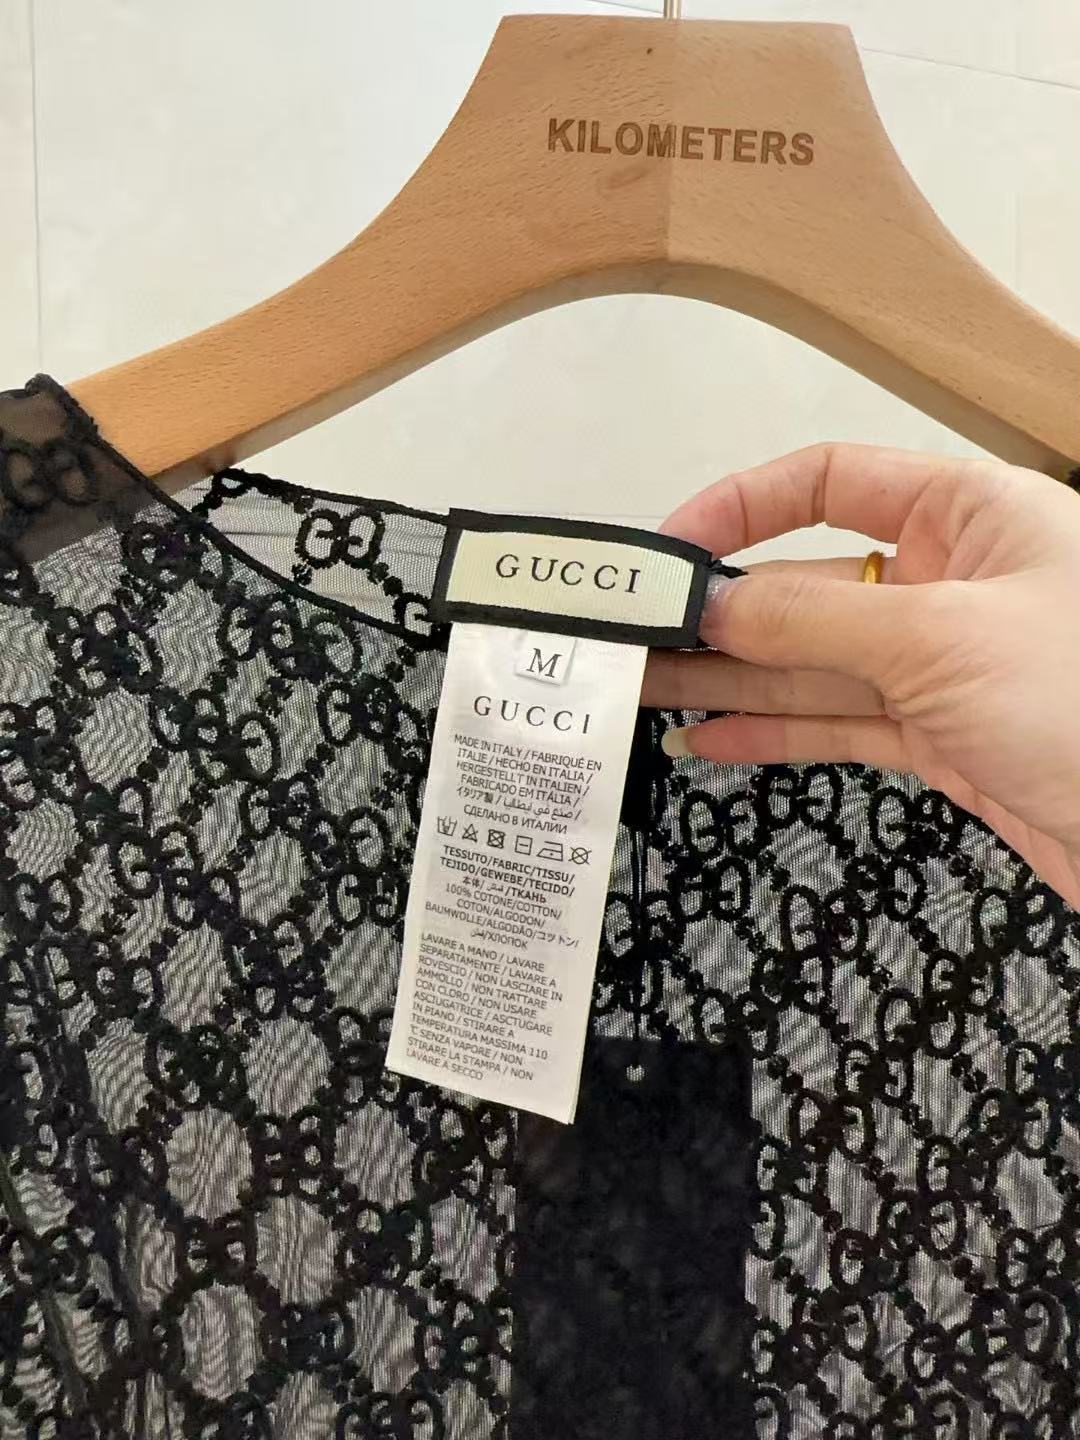 KILOMETERS
GUCCI
M
GUCCI
MADE IN ITALY / FABRIQUÉ EN
ITALIE / HECHO EN ITALIA /
HERGESTELLT IN ITALIEN /
FABRICADO EM ITÁLIA /
イタリア製 / صنع في ايطاليا /
СДЕЛАНО В ИТАЛИИ
TESSUTO/FABRIC/TISSU/
TEJIDO/GEWEBE/TECIDO/
本体/قماش/ТКАНЬ
100% COTONE/COTTON/
COTON/ALGODON/
BAUMWOLLE/ALGODÃO/コットン/
قطن/ХЛОПОК
LAVARE A MANO / LAVARE
SEPARATAMENTE / LAVARE A
ROVESCIO / NON LASCIARE IN
AMMOLLO / NON TRATTARE
CON CLORO / NON USARE
ASCIUGATRICE / ASCTUGARE
TN PIANO / STIRARE A
TEMPERATURA MASSIMA 110
℃ SENZA VAPORE / NON
STIRARE LA STAMPA / NON
LAVARE A SECCO